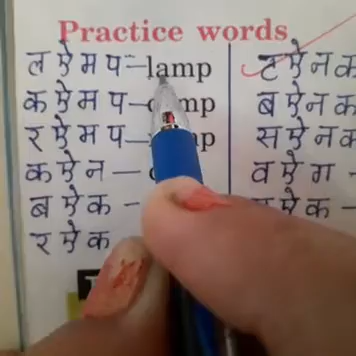 Practice words
ल ऐ म प – lamp
क ऐ म प –
र ऐ म प –
क ऐ न –
ब ऐ क -
र ऐ क
ऐ न क
ब ऐ न क
स ऐ न क
व ऐ ग -
ऐ क -